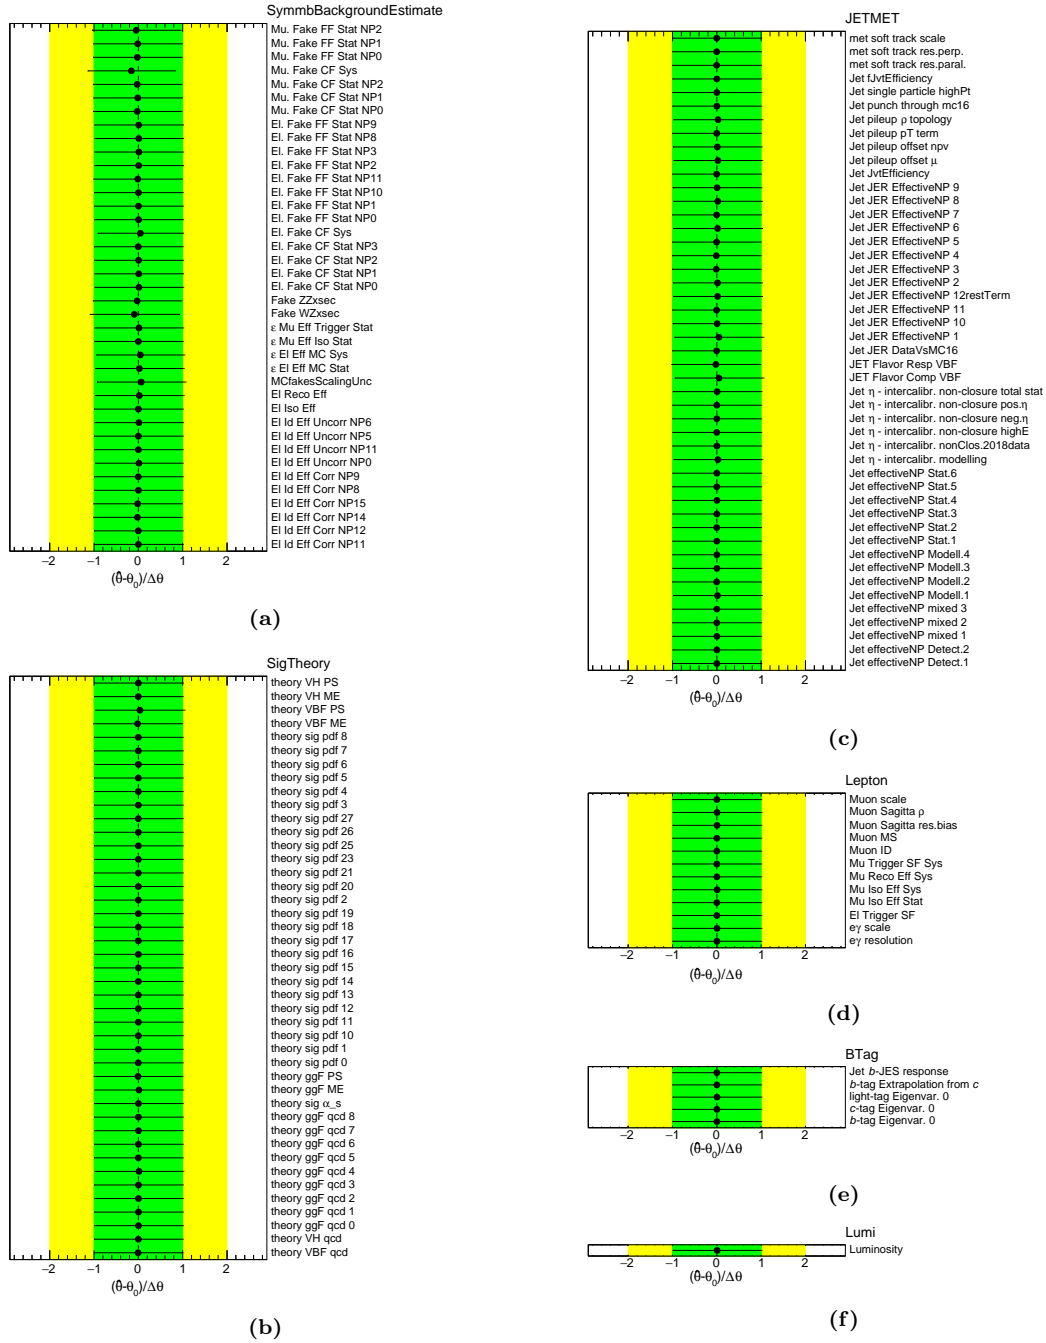 SymmbBackgroundEstimate
Mu. Fake FF Stat NP2
Mu. Fake FF Stat NP1
Mu. Fake FF Stat NP0
Mu. Fake CF Sys
Mu. Fake CF Stat NP2
Mu. Fake CF Stat NP1
Mu. Fake CF Stat NP0
El. Fake FF Stat NP9
El. Fake FF Stat NP8
El. Fake FF Stat NP3
El. Fake FF Stat NP2
El. Fake FF Stat NP11
El. Fake FF Stat NP10
El. Fake FF Stat NP1
El. Fake FF Stat NP0
El. Fake CF Sys
El. Fake CF Stat NP3
El. Fake CF Stat NP2
El. Fake CF Stat NP1
El. Fake CF Stat NP0
Fake ZZxsec
Fake WZxsec
ε Mu Eff Trigger Stat
ε Mu Eff Iso Stat
ε El Eff MC Sys
ε El Eff MC Stat
MCfakesScalingUnc
El Reco Eff
El Iso Eff
El Id Eff Uncorr NP6
El Id Eff Uncorr NP5
El Id Eff Uncorr NP11
El Id Eff Uncorr NP0
El Id Eff Corr NP9
El Id Eff Corr NP8
El Id Eff Corr NP15
El Id Eff Corr NP14
El Id Eff Corr NP12
El Id Eff Corr NP11
−2 −1 0 1 2
(θ̂-θ₀)/Δθ
(a)
SigTheory
theory VH PS
theory VH ME
theory VBF PS
theory VBF ME
theory sig pdf 8
theory sig pdf 7
theory sig pdf 6
theory sig pdf 5
theory sig pdf 4
theory sig pdf 3
theory sig pdf 27
theory sig pdf 26
theory sig pdf 25
theory sig pdf 23
theory sig pdf 21
theory sig pdf 20
theory sig pdf 2
theory sig pdf 19
theory sig pdf 18
theory sig pdf 17
theory sig pdf 16
theory sig pdf 15
theory sig pdf 14
theory sig pdf 13
theory sig pdf 12
theory sig pdf 11
theory sig pdf 10
theory sig pdf 1
theory sig pdf 0
theory ggF PS
theory ggF ME
theory sig α_s
theory ggF qcd 8
theory ggF qcd 7
theory ggF qcd 6
theory ggF qcd 5
theory ggF qcd 4
theory ggF qcd 3
theory ggF qcd 2
theory ggF qcd 1
theory ggF qcd 0
theory VH qcd
theory VBF qcd
−2 −1 0 1 2
(θ̂-θ₀)/Δθ
(b)
JETMET
met soft track scale
met soft track res.perp.
met soft track res.paral.
Jet fJvtEfficiency
Jet single particle highPt
Jet punch through mc16
Jet pileup ρ topology
Jet pileup pT term
Jet pileup offset npv
Jet pileup offset μ
Jet JvtEfficiency
Jet JER EffectiveNP 9
Jet JER EffectiveNP 8
Jet JER EffectiveNP 7
Jet JER EffectiveNP 6
Jet JER EffectiveNP 5
Jet JER EffectiveNP 4
Jet JER EffectiveNP 3
Jet JER EffectiveNP 2
Jet JER EffectiveNP 12restTerm
Jet JER EffectiveNP 11
Jet JER EffectiveNP 10
Jet JER EffectiveNP 1
Jet JER DataVsMC16
JET Flavor Resp VBF
JET Flavor Comp VBF
Jet η - intercalibr. non-closure total stat
Jet η - intercalibr. non-closure pos.η
Jet η - intercalibr. non-closure neg.η
Jet η - intercalibr. non-closure highE
Jet η - intercalibr. nonClos.2018data
Jet η - intercalibr. modelling
Jet effectiveNP Stat.6
Jet effectiveNP Stat.5
Jet effectiveNP Stat.4
Jet effectiveNP Stat.3
Jet effectiveNP Stat.2
Jet effectiveNP Stat.1
Jet effectiveNP Modell.4
Jet effectiveNP Modell.3
Jet effectiveNP Modell.2
Jet effectiveNP Modell.1
Jet effectiveNP mixed 3
Jet effectiveNP mixed 2
Jet effectiveNP mixed 1
Jet effectiveNP Detect.2
Jet effectiveNP Detect.1
−2 −1 0 1 2
(θ̂-θ₀)/Δθ
(c)
Lepton
Muon scale
Muon Sagitta ρ
Muon Sagitta res.bias
Muon MS
Muon ID
Mu Trigger SF Sys
Mu Reco Eff Sys
Mu Iso Eff Sys
Mu Iso Eff Stat
El Trigger SF
eγ scale
eγ resolution
−2 −1 0 1 2
(θ̂-θ₀)/Δθ
(d)
BTag
Jet b-JES response
b-tag Extrapolation from c
light-tag Eigenvar. 0
c-tag Eigenvar. 0
b-tag Eigenvar. 0
−2 −1 0 1 2
(θ̂-θ₀)/Δθ
(e)
Lumi
Luminosity
−2 −1 0 1 2
(θ̂-θ₀)/Δθ
(f)